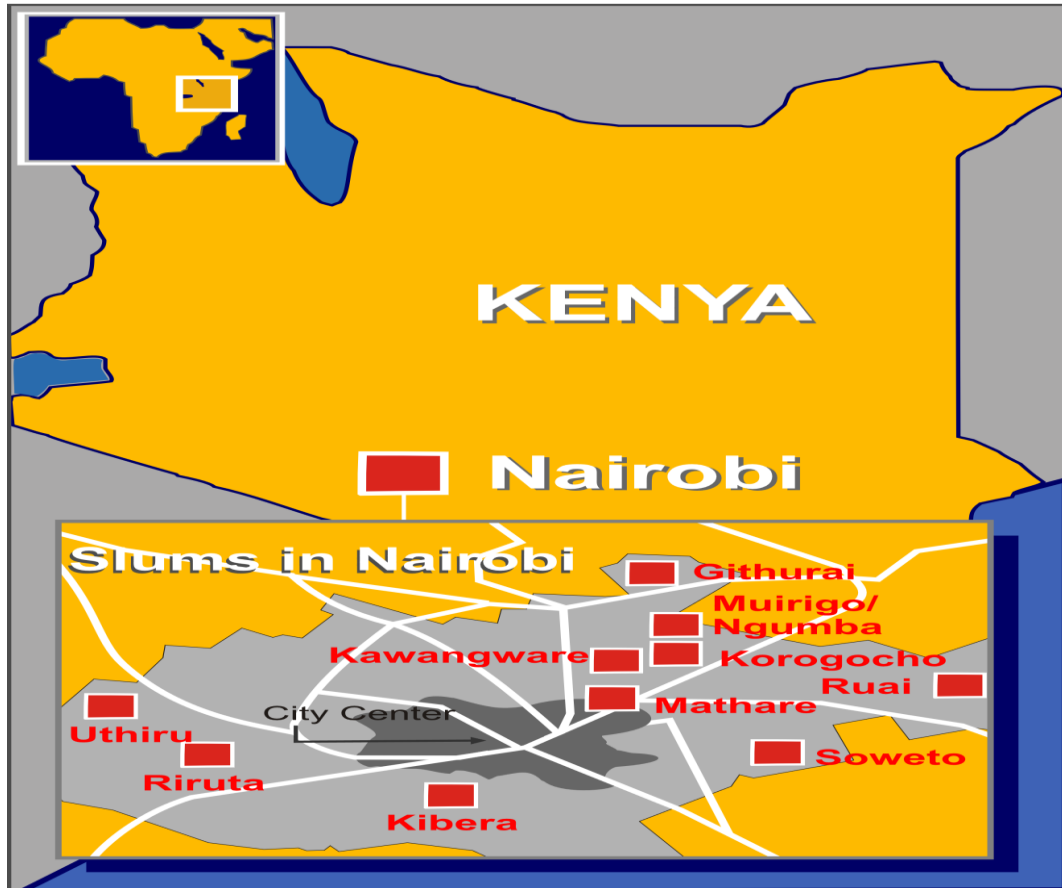 KENYA
Nairobi
Slums in Nairobi
Githurai
Muirigo/
Ngumba
Kawangware
Korogocho
Ruai
Mathare
City Center
Uthiru
Soweto
Riruta
Kibera